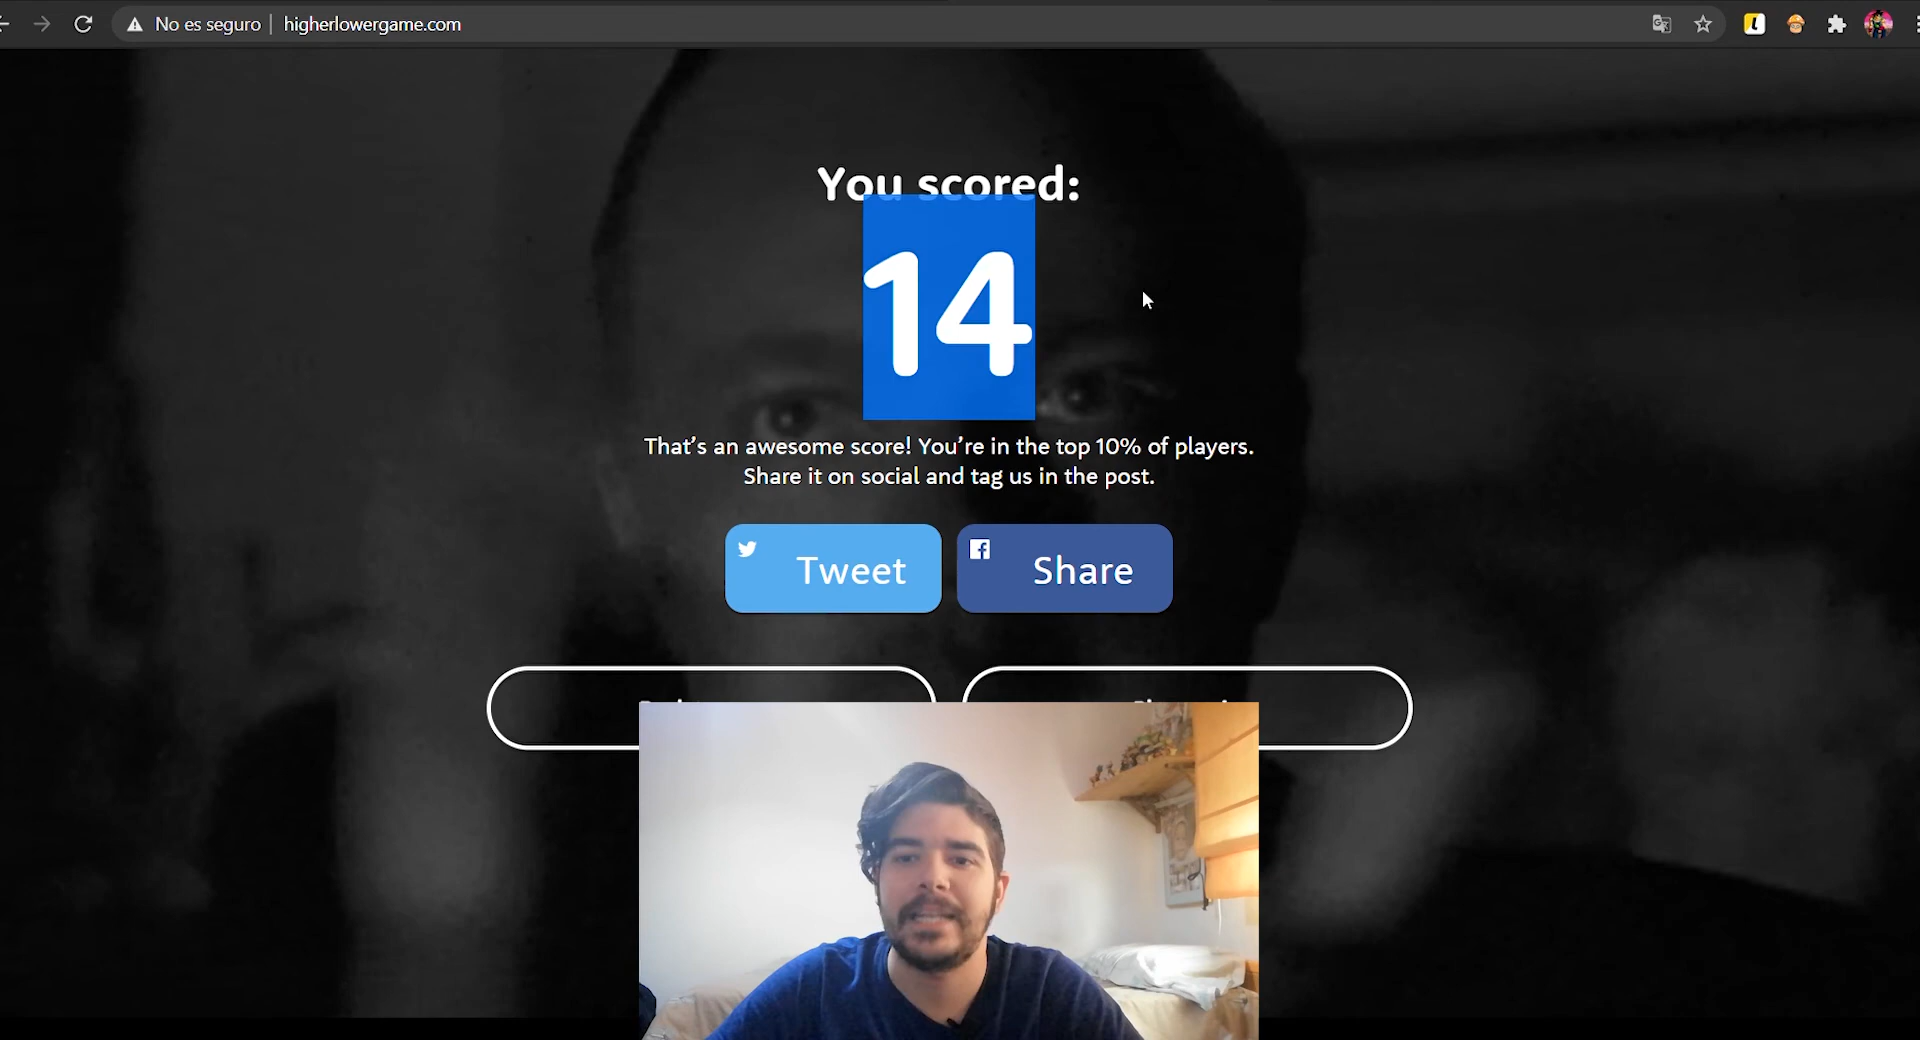 No es seguro | higherlowergame.com
You scored:
14
That's an awesome score! You're in the top 10% of players.
Share it on social and tag us in the post.
Tweet
Share